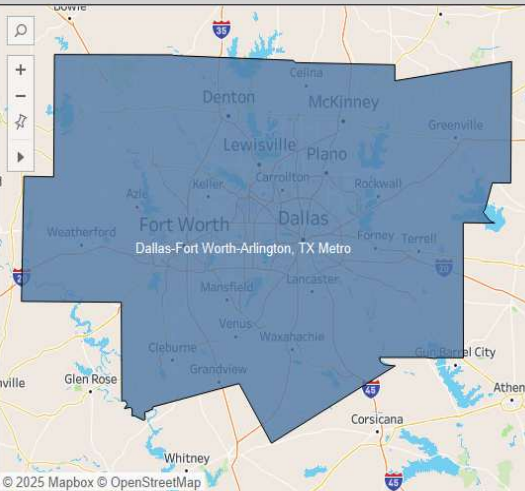 Bowie
35
Celina
Denton
McKinney
Greenville
Lewisville
Plano
Carrollton
Keller
Rockwall
Azle
Fort Worth
Dallas
Weatherford
Forney
Terrell
Dallas-Fort Worth-Arlington, TX Metro
20
Mansfield
Lancaster
Venus
Waxahachie
Cleburne
Gun Barrel City
Grandview
Glen Rose
45
Athen
Corsicana
Whitney
45
© 2025 Mapbox © OpenStreetMap